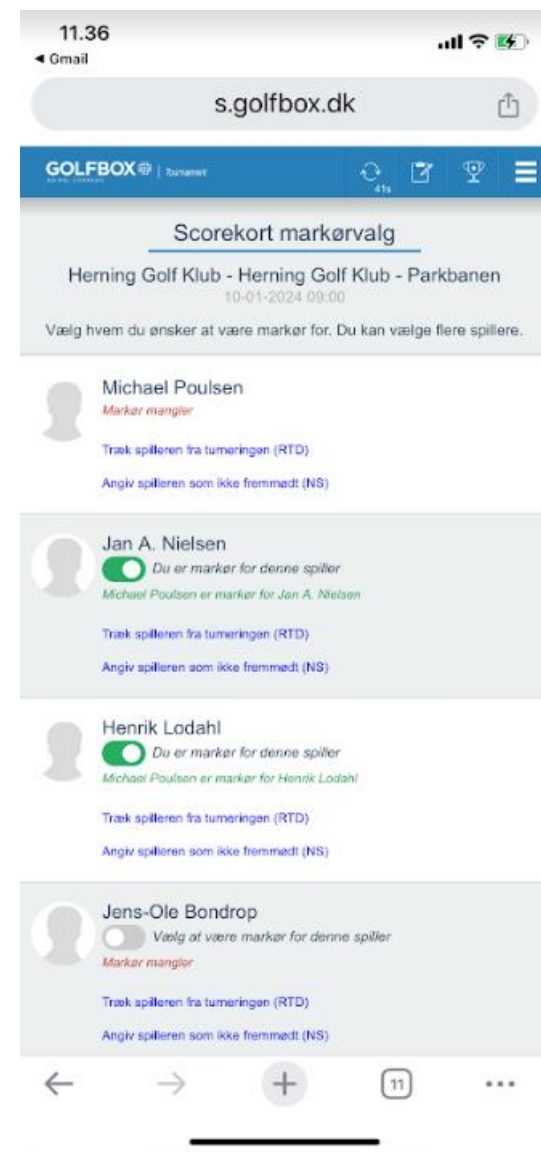 11.36
◄ Gmail
s.golfbox.dk
GOLFBOX | Tournament
41s
Scorekort markørvalg
Herning Golf Klub - Herning Golf Klub - Parkbanen
10-01-2024 09:00
Vælg hvem du ønsker at være markør for. Du kan vælge flere spillere.
Michael Poulsen
Markør mangler
Træk spilleren fra turneringen (RTD)
Angiv spilleren som ikke fremmødt (NS)
Jan A. Nielsen
Du er markør for denne spiller
Michael Poulsen er markør for Jan A. Nielsen
Træk spilleren fra turneringen (RTD)
Angiv spilleren som ikke fremmødt (NS)
Henrik Lodahl
Du er markør for denne spiller
Michael Poulsen er markør for Henrik Lodahl
Træk spilleren fra turneringen (RTD)
Angiv spilleren som ikke fremmødt (NS)
Jens-Ole Bondrop
Vælg at være markør for denne spiller
Markør mangler
Træk spilleren fra turneringen (RTD)
Angiv spilleren som ikke fremmødt (NS)
11